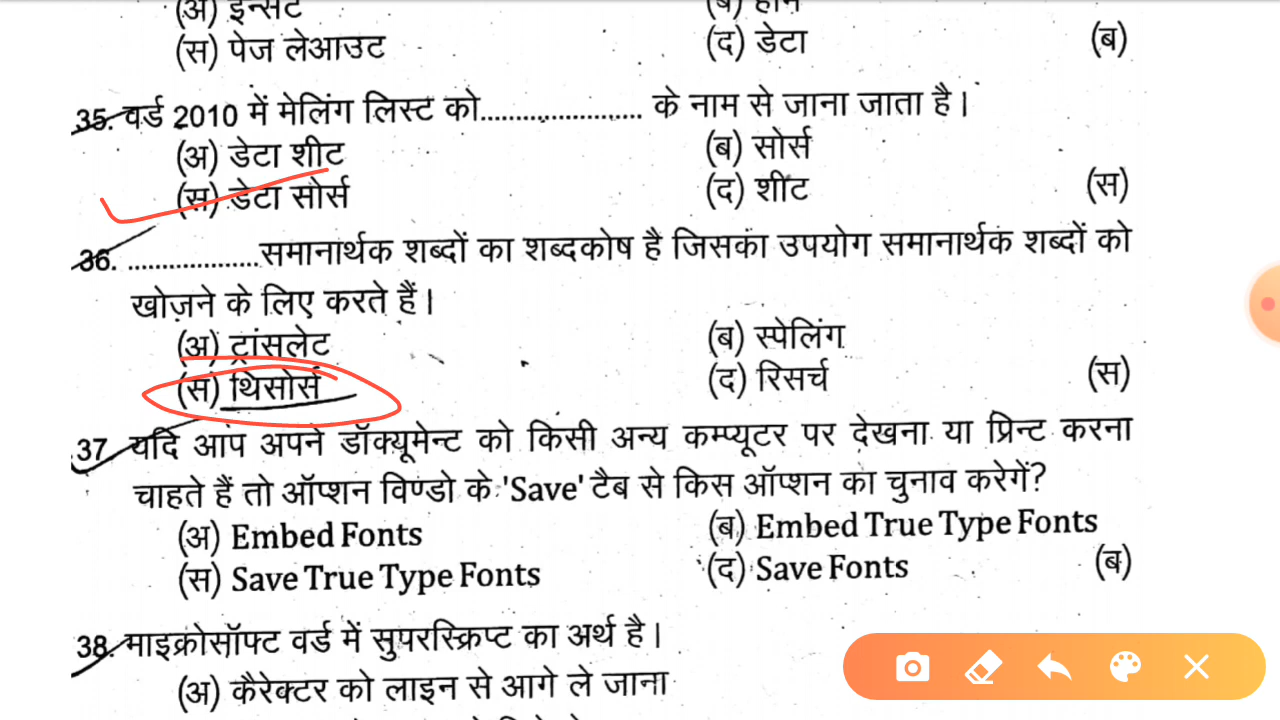 (अ) इन्सर्ट (ब) होम
(स) पेज लेआउट (द) डेटा (ब)
35. वर्ड 2010 में मेलिंग लिस्ट को...................... के नाम से जाना जाता है।
(अ) डेटा शीट (ब) सोर्स
(स) डेटा सोर्स (द) शीट (स)
36. ...................समानार्थक शब्दों का शब्दकोष है जिसका उपयोग समानार्थक शब्दों को
खोज़ने के लिए करते हैं।
(अ) ट्रांसलेट (ब) स्पेलिंग
(स) थिसोर्स (द) रिसर्च (स)
37. यदि आप अपने डॉक्यूमेन्ट को किसी अन्य कम्प्यूटर पर देखना या प्रिन्ट करना
चाहते हैं तो ऑप्शन विण्डो के 'Save' टैब से किस ऑप्शन का चुनाव करेगें?
(अ) Embed Fonts (ब) Embed True Type Fonts
(स) Save True Type Fonts (द) Save Fonts (ब)
38. माइक्रोसॉफ्ट वर्ड में सुपरस्क्रिप्ट का अर्थ है।
(अ) कैरेक्टर को लाइन से आगे ले जाना